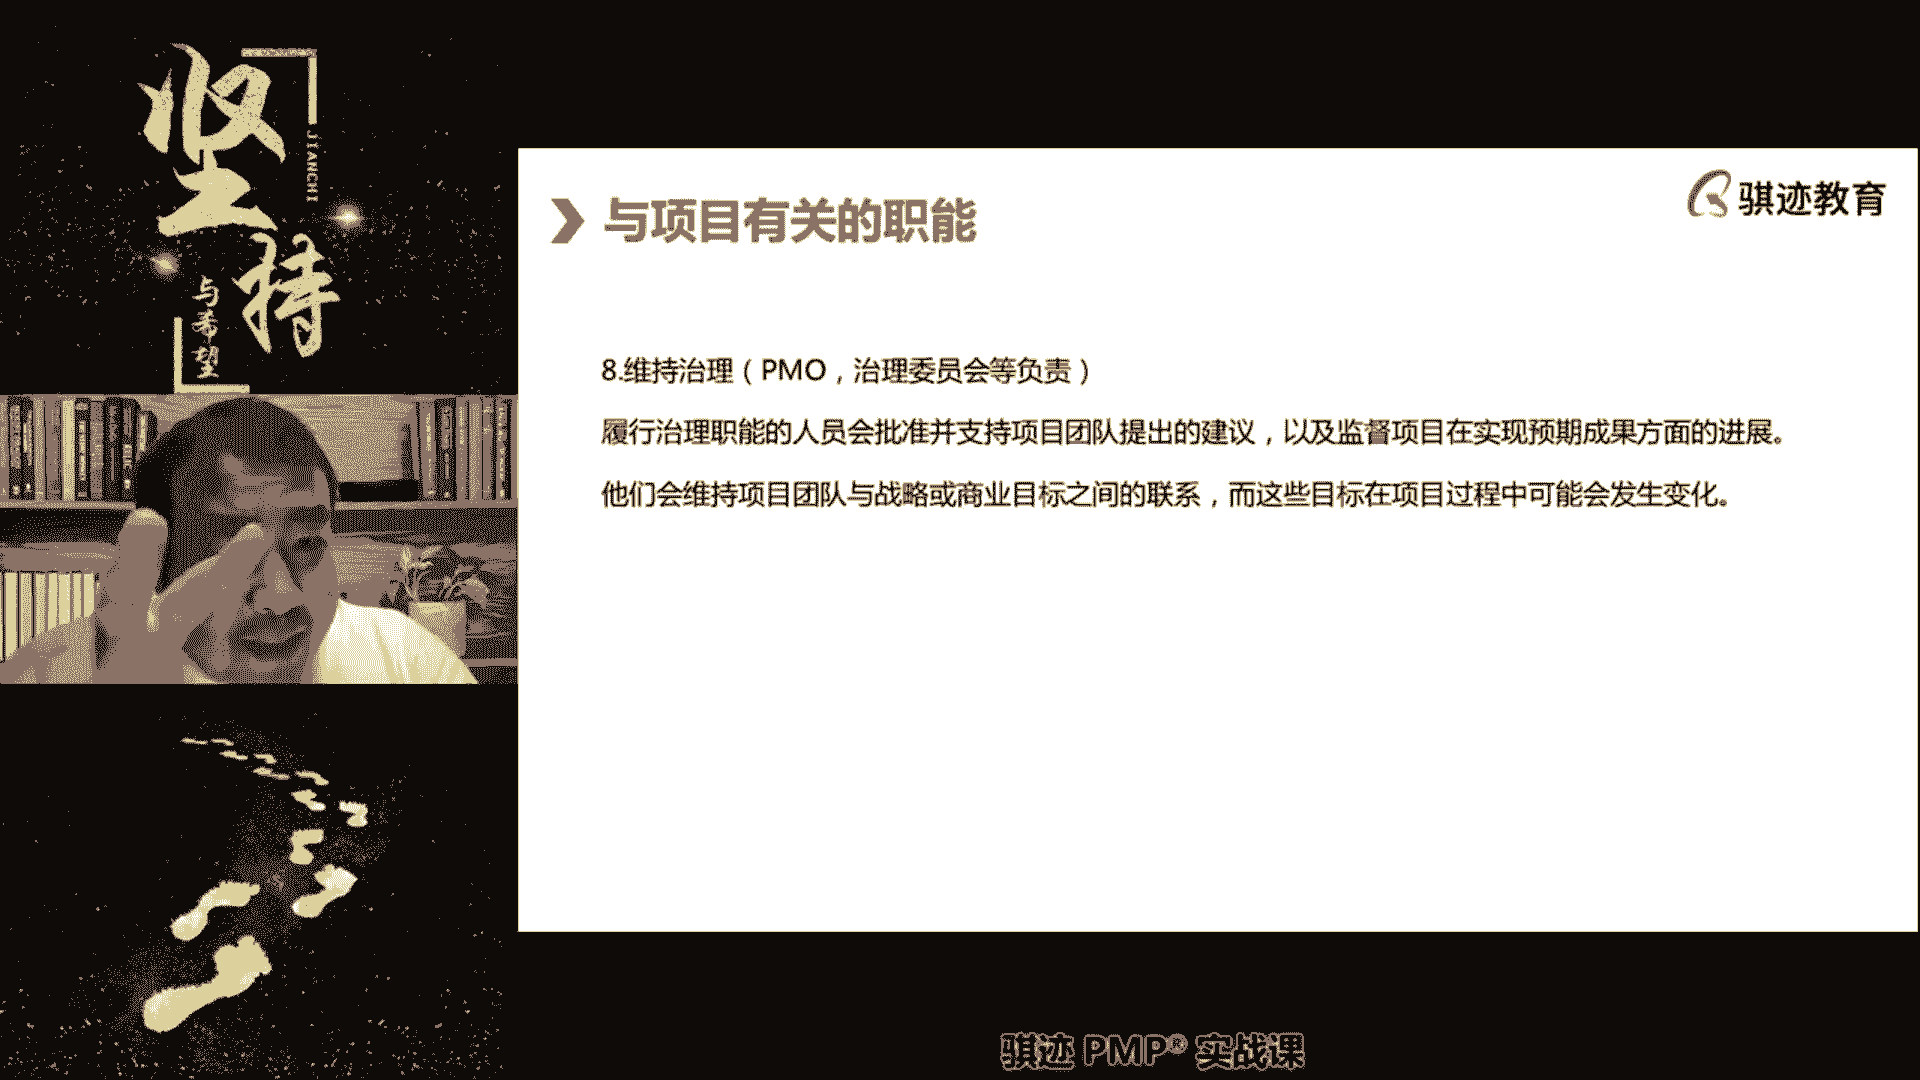 坚持
JIANCHI
与希望
骐迹教育
与项目有关的职能
8.维持治理（PMO，治理委员会等负责）
履行治理职能的人员会批准并支持项目团队提出的建议，以及监督项目在实现预期成果方面的进展。
他们会维持项目团队与战略或商业目标之间的联系，而这些目标在项目过程中可能会发生变化。
骐迹 PMP® 实战课